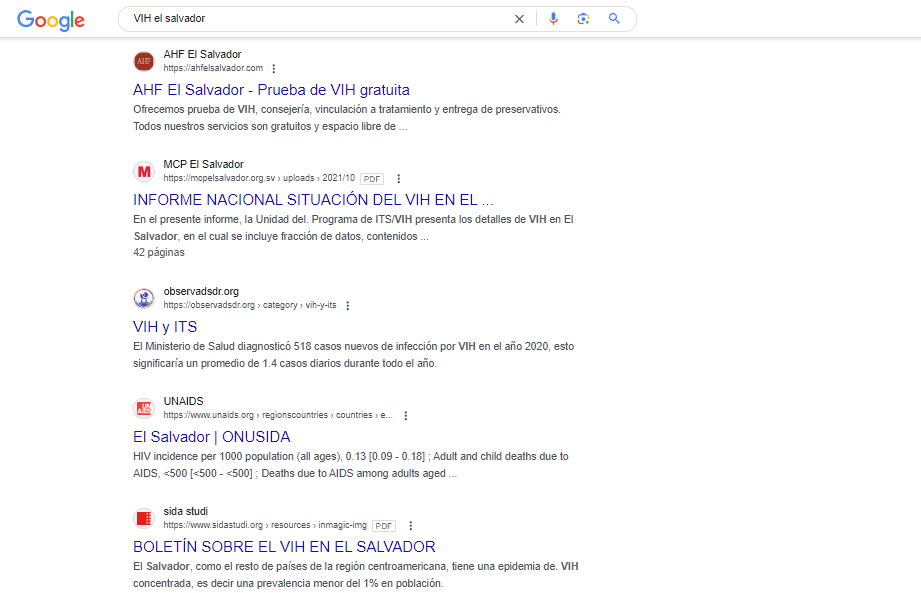 Google
VIH el salvador
AHF
AHF El Salvador
https://ahfelsalvador.com
AHF El Salvador - Prueba de VIH gratuita
Ofrecemos prueba de VIH, consejería, vinculación a tratamiento y entrega de preservativos.
Todos nuestros servicios son gratuitos y espacio libre de ...
M
MCP El Salvador
https://mcpelsalvador.org.sv › uploads › 2021/10 PDF
INFORME NACIONAL SITUACIÓN DEL VIH EN EL ...
En el presente informe, la Unidad del. Programa de ITS/VIH presenta los detalles de VIH en El
Salvador, en el cual se incluye fracción de datos, contenidos ...
42 páginas
observadsdr.org
https://observadsdr.org › category › vih-y-its
VIH y ITS
El Ministerio de Salud diagnosticó 518 casos nuevos de infección por VIH en el año 2020, esto
significaría un promedio de 1.4 casos diarios durante todo el año.
UN
AIDS
UNAIDS
https://www.unaids.org › regionscountries › countries › e...
El Salvador | ONUSIDA
HIV incidence per 1000 population (all ages), 0.13 [0.09 - 0.18] ; Adult and child deaths due to
AIDS, <500 [<500 - <500] ; Deaths due to AIDS among adults aged ...
sida studi
https://www.sidastudi.org › resources › inmagic-img PDF
BOLETÍN SOBRE EL VIH EN EL SALVADOR
El Salvador, como el resto de países de la región centroamericana, tiene una epidemia de. VIH
concentrada, es decir una prevalencia menor del 1% en población.